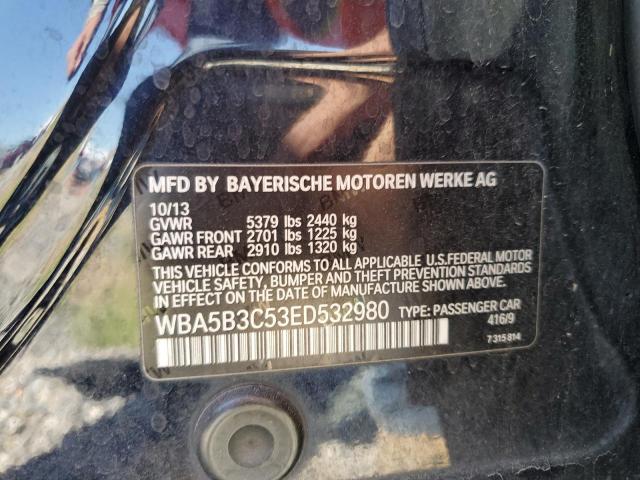 MFD BY BAYERISCHE MOTOREN WERKE AG
10/13
GVWR 5379 lbs 2440 kg
GAWR FRONT 2701 lbs 1225 kg
GAWR REAR 2910 lbs 1320 kg
THIS VEHICLE CONFORMS TO ALL APPLICABLE U.S.FEDERAL MOTOR
VEHICLE SAFETY, BUMPER AND THEFT PREVENTION STANDARDS
IN EFFECT ON THE DATE OF MANUFACTURE SHOWN ABOVE.
WBA5B3C53ED532980 TYPE: PASSENGER CAR
416/9
7 315 814